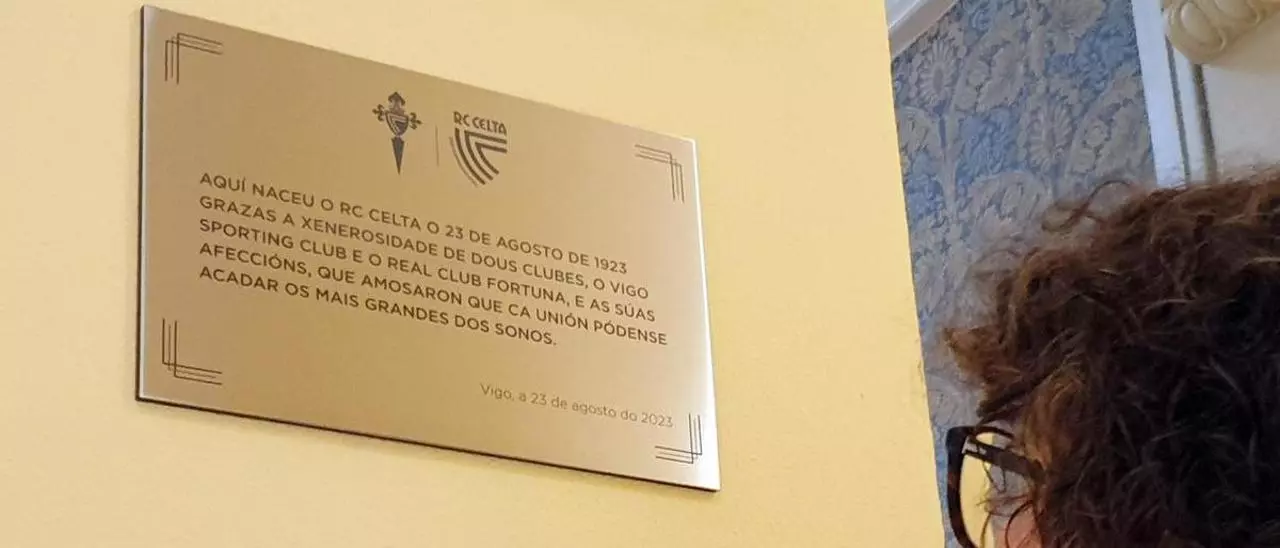 RC CELTA
AQUÍ NACEU O RC CELTA O 23 DE AGOSTO DE 1923
GRAZAS A XENEROSIDADE DE DOUS CLUBES, O VIGO
SPORTING CLUB E O REAL CLUB FORTUNA, E AS SÚAS
AFECCIÓNS, QUE AMOSARON QUE CA UNIÓN PÓDENSE
ACADAR OS MAIS GRANDES DOS SONOS.
Vigo, a 23 de agosto do 2023